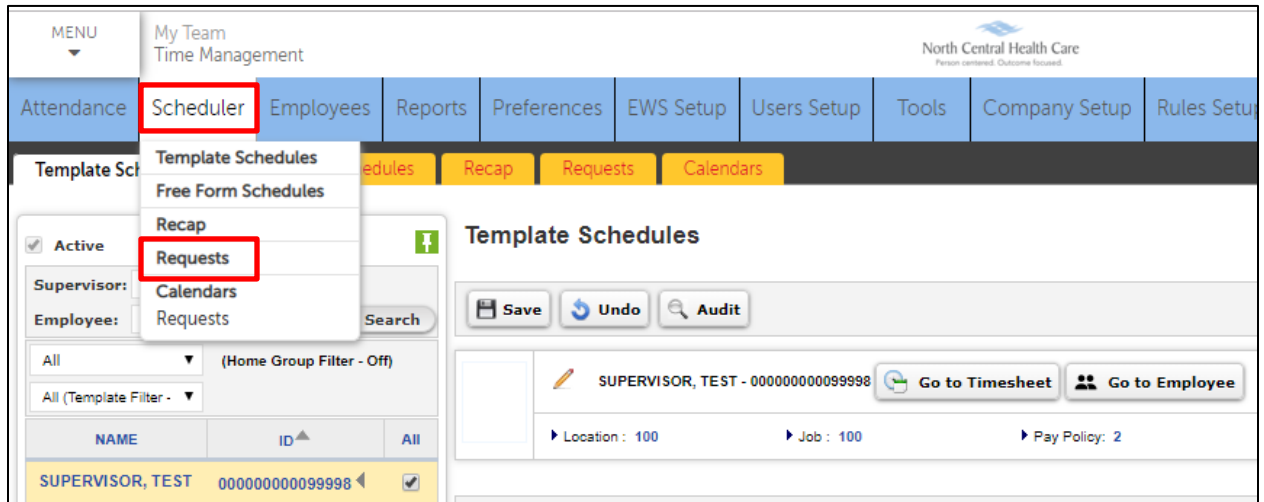 MENU
My Team
Time Management
North Central Health Care
Person centered. Outcome focused.
Attendance Scheduler Employees Reports Preferences EWS Setup Users Setup Tools Company Setup Rules Setup
Template Sch
edules Recap Requests Calendars
Template Schedules
Free Form Schedules
Recap
Requests
Calendars
Requests
Active
Supervisor:
Employee:
Search
All (Home Group Filter - Off)
All (Template Filter -
NAME ID All
SUPERVISOR, TEST 000000000099998
Template Schedules
Save Undo Audit
SUPERVISOR, TEST - 000000000099998 Go to Timesheet Go to Employee
Location : 100 Job : 100 Pay Policy: 2